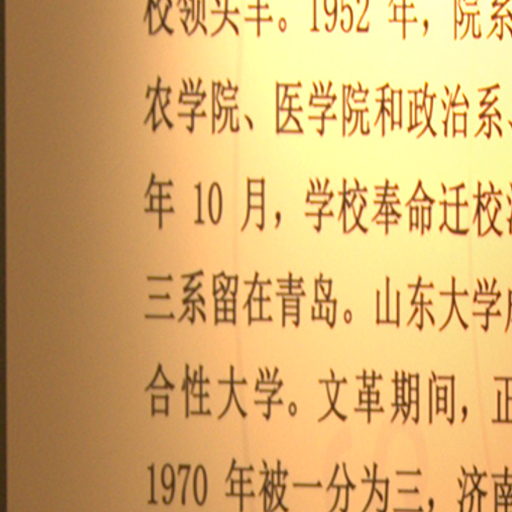 校领头羊。1952 年，院系
农学院、医学院和政治系、
年 10 月，学校奉命迁校
三系留在青岛。山东大学
合性大学。文革期间，正
1970 年被一分为三，济南